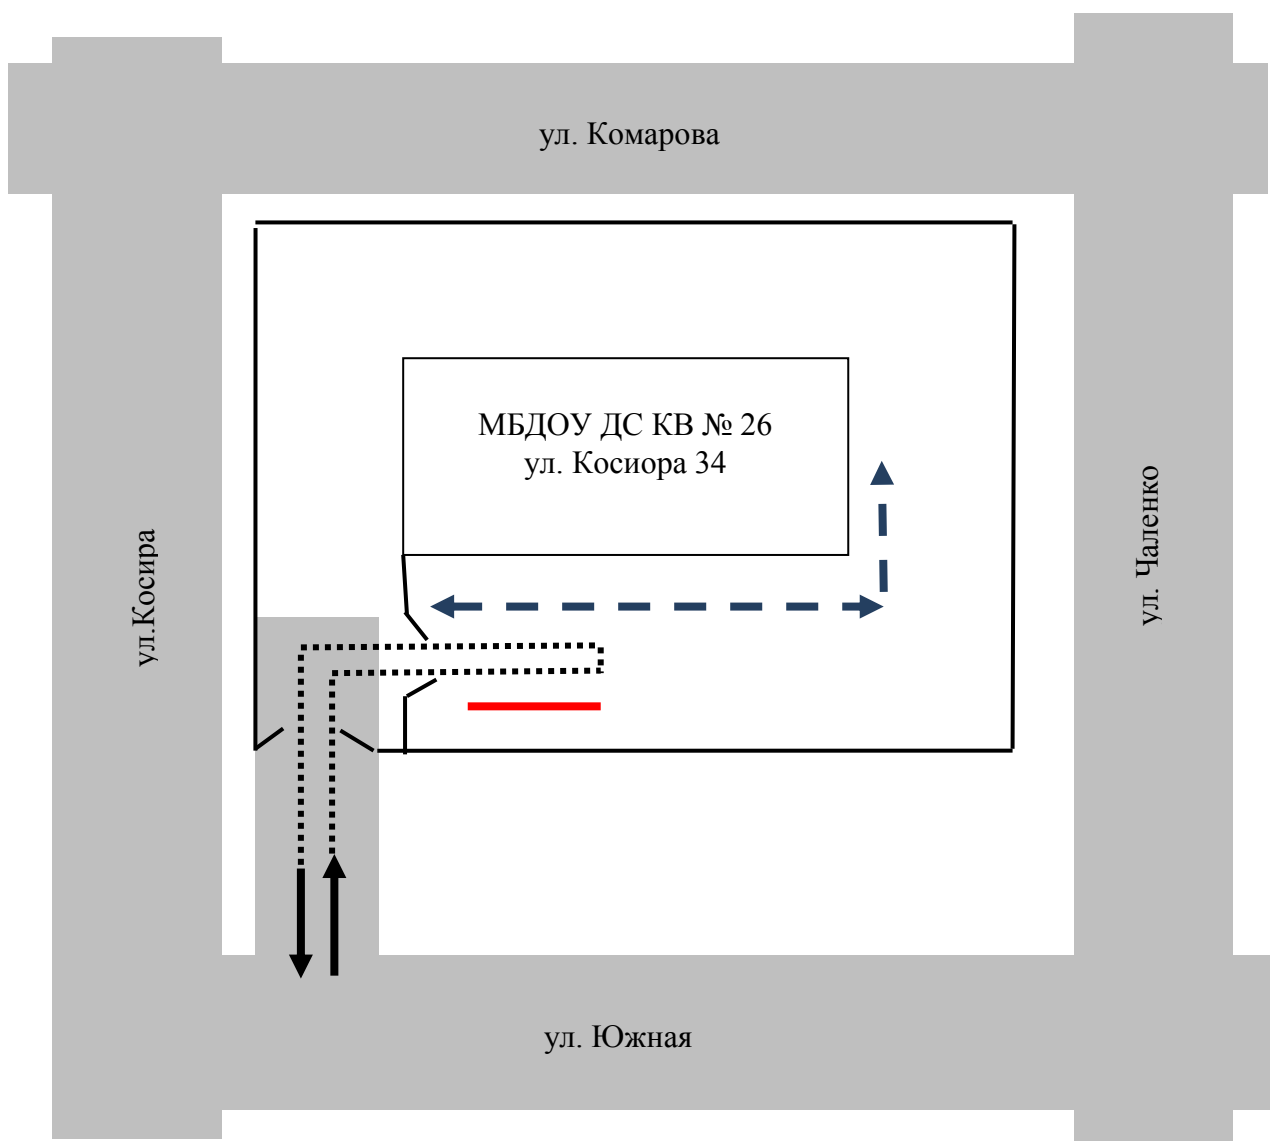 ул. Комарова
МБДОУ ДС КВ № 26
ул. Косиора 34
ул.Косира
ул. Чаленко
ул. Южная